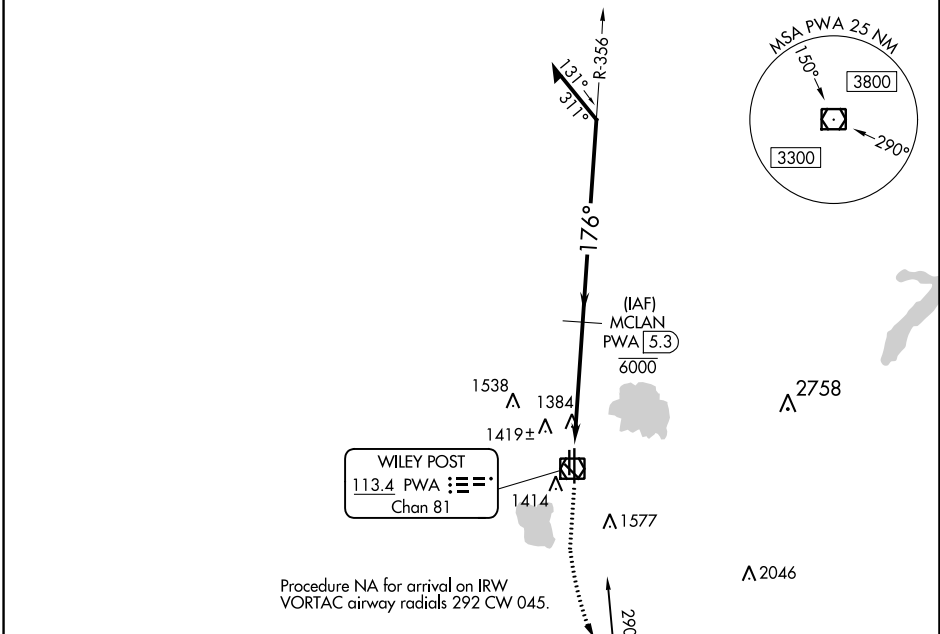 MSA PWA 25 NM
150°
3800
290°
3300
R-356
131°
311°
176°
(IAF)
MCLAN
PWA 5.3
6000
1538
1384
1419±
2758
WILEY POST
113.4 PWA
Chan 81
1414
1577
2046
Procedure NA for arrival on IRW
VORTAC airway radials 292 CW 045.
290